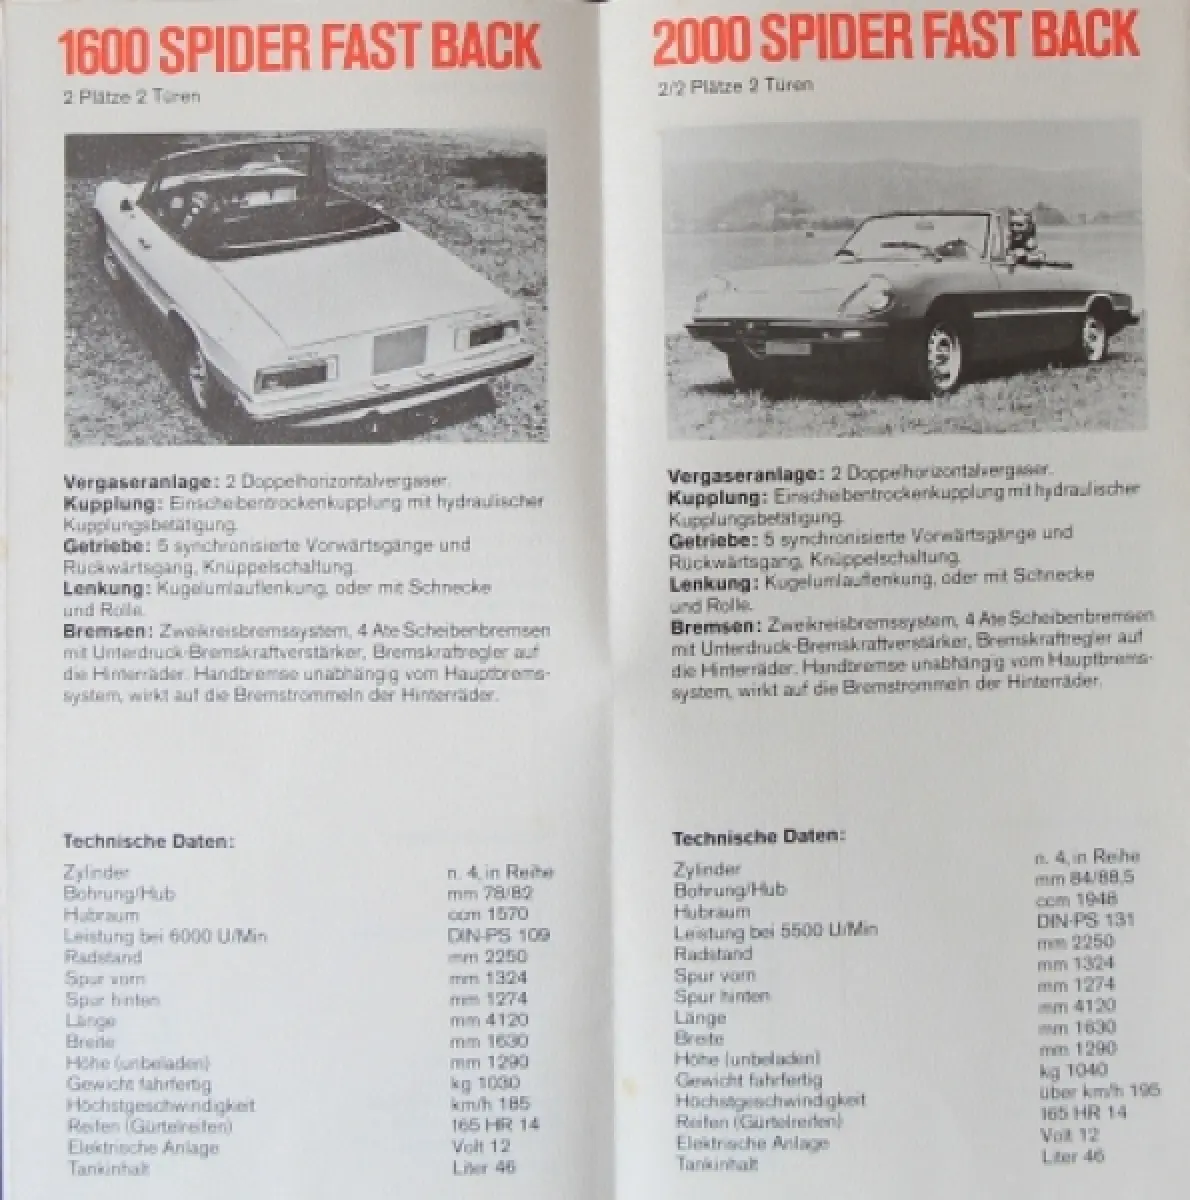 1600 SPIDER FAST BACK
2 Plätze 2 Türen
Vergaseranlage: 2 Doppelhorizontalvergaser.
Kupplung: Einscheibentrockenkupplung mit hydraulischer
Kupplungsbetätigung.
Getriebe: 5 synchronisierte Vorwärtsgänge und
Rückwärtsgang, Knüppelschaltung.
Lenkung: Kugelumlauflenkung, oder mit Schnecke
und Rolle.
Bremsen: Zweikreisbremssystem, 4 Ate-Scheibenbremsen
mit Unterdruck-Bremskraftverstärker, Bremskraftregler auf
die Hinterräder. Handbremse unabhängig vom Hauptbrems-
system, wirkt auf die Bremstrommeln der Hinterräder.
Technische Daten:
Zylinder n. 4, in Reihe
Bohrung/Hub mm 78/82
Hubraum ccm 1570
Leistung bei 6000 U/Min DIN-PS 109
Radstand mm 2250
Spur vorn mm 1324
Spur hinten mm 1274
Länge mm 4120
Breite mm 1630
Höhe (unbeladen) mm 1290
Gewicht fahrfertig kg 1030
Höchstgeschwindigkeit km/h 185
Reifen (Gürtelreifen) 165 HR 14
Elektrische Anlage Volt 12
Tankinhalt Liter 46
2000 SPIDER FAST BACK
2/2 Plätze 2 Türen
Vergaseranlage: 2 Doppelhorizontalvergaser.
Kupplung: Einscheibentrockenkupplung mit hydraulischer
Kupplungsbetätigung.
Getriebe: 5 synchronisierte Vorwärtsgänge und
Rückwärtsgang, Knüppelschaltung.
Lenkung: Kugelumlauflenkung, oder mit Schnecke
und Rolle.
Bremsen: Zweikreisbremssystem, 4 Ate-Scheibenbremsen
mit Unterdruck-Bremskraftverstärker, Bremskraftregler auf
die Hinterräder. Handbremse unabhängig vom Hauptbrems-
system, wirkt auf die Bremstrommeln der Hinterräder.
Technische Daten:
Zylinder n. 4, in Reihe
Bohrung/Hub mm 84/88,5
Hubraum ccm 1948
Leistung bei 5500 U/Min DIN-PS 131
Radstand mm 2250
Spur vorn mm 1324
Spur hinten mm 1274
Länge mm 4120
Breite mm 1630
Höhe (unbeladen) mm 1290
Gewicht fahrfertig kg 1040
Höchstgeschwindigkeit über km/h 195
Reifen (Gürtelreifen) 165 HR 14
Elektrische Anlage Volt 12
Tankinhalt Liter 46